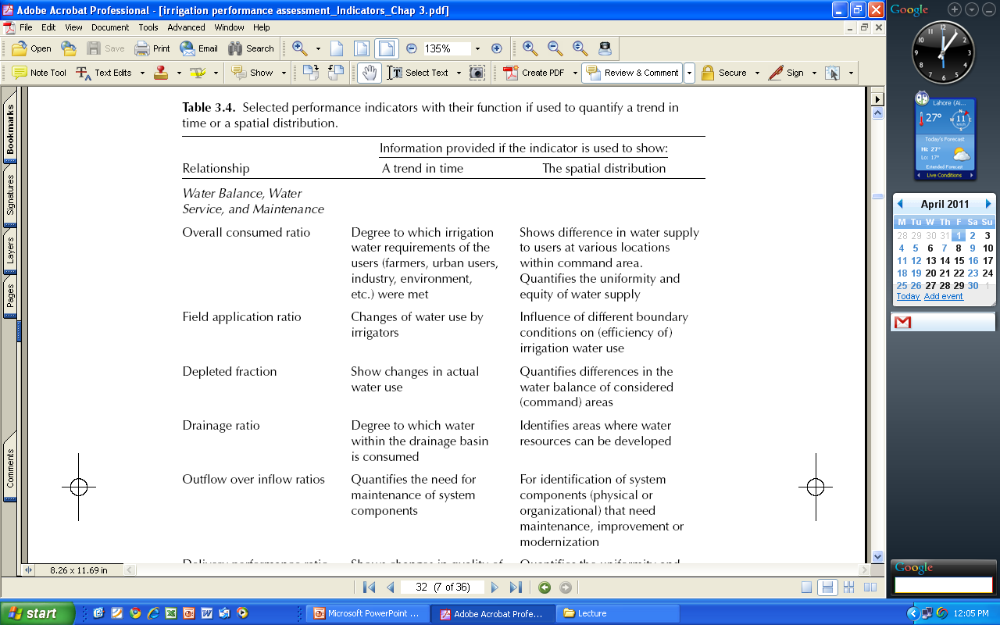 Adobe Acrobat Professional - [irrigation performance assessment_Indicators_Chap 3.pdf]
File Edit View Document Tools Advanced Window Help
Open Save Print Email Search 135%
Note Tool Text Edits Show Select Text Create PDF Review & Comment Secure Sign
Bookmarks
Signatures
Layers
Pages
Comments
Table 3.4. Selected performance indicators with their function if used to quantify a trend in
time or a spatial distribution.
Information provided if the indicator is used to show:
Relationship A trend in time The spatial distribution
Water Balance, Water
Service, and Maintenance
Overall consumed ratio Degree to which irrigation Shows difference in water supply
water requirements of the to users at various locations
users (farmers, urban users, within command area.
industry, environment, Quantifies the uniformity and
etc.) were met equity of water supply
Field application ratio Changes of water use by Influence of different boundary
irrigators conditions on (efficiency of)
irrigation water use
Depleted fraction Show changes in actual Quantifies differences in the
water use water balance of considered
(command) areas
Drainage ratio Degree to which water Identifies areas where water
within the drainage basin resources can be developed
is consumed
Outflow over inflow ratios Quantifies the need for For identification of system
maintenance of system components (physical or
components organizational) that need
maintenance, improvement or
modernization
Delivery performance ratio Shows changes in quality of Quantifies the uniformity and
8.26 x 11.69 in
32 (7 of 36)
start Microsoft PowerPoint ... Adobe Acrobat Profe... Lecture 12:05 PM
Google
12 1 2 3 4 5 6 7 8 9 10 11
Lahore (Ai...
27° W N E S 11 km/h
Today's Forecast
Hi: 27°
Lo: 17°
Extended Forecast
Live Conditions
April 2011
M Tu W Th F Sa Su
28 29 30 31 1 2 3
4 5 6 7 8 9 10
11 12 13 14 15 16 17
18 19 20 21 22 23 24
25 26 27 28 29 30 1
Today Add event
Google